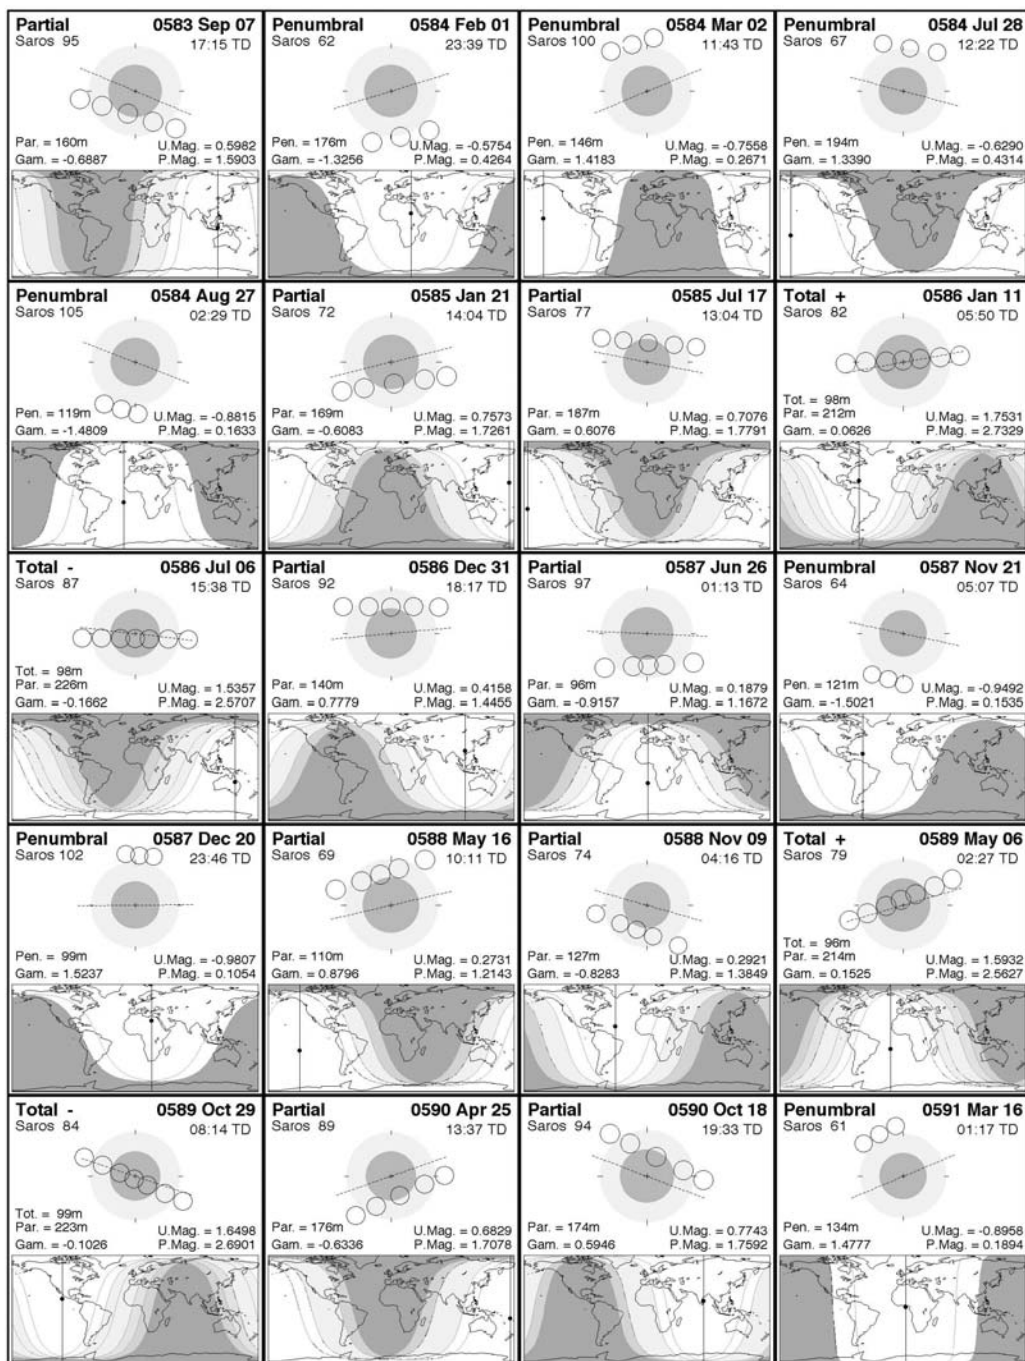 Partial 0583 Sep 07
Saros 95 17:15 TD
Par. = 160m U.Mag. = 0.5982
Gam. = -0.6887 P.Mag. = 1.5903
Penumbral 0584 Feb 01
Saros 62 23:39 TD
Pen. = 176m U.Mag. = -0.5754
Gam. = -1.3256 P.Mag. = 0.4264
Penumbral 0584 Mar 02
Saros 100 11:43 TD
Pen. = 146m U.Mag. = -0.7558
Gam. = 1.4183 P.Mag. = 0.2671
Penumbral 0584 Jul 28
Saros 67 12:22 TD
Pen. = 194m U.Mag. = -0.6290
Gam. = 1.3390 P.Mag. = 0.4314
Penumbral 0584 Aug 27
Saros 105 02:29 TD
Pen. = 119m U.Mag. = -0.8815
Gam. = -1.4809 P.Mag. = 0.1633
Partial 0585 Jan 21
Saros 72 14:04 TD
Par. = 169m U.Mag. = 0.7573
Gam. = -0.6083 P.Mag. = 1.7261
Partial 0585 Jul 17
Saros 77 13:04 TD
Par. = 187m U.Mag. = 0.7076
Gam. = 0.6076 P.Mag. = 1.7791
Total + 0586 Jan 11
Saros 82 05:50 TD
Tot. = 98m
Par. = 212m U.Mag. = 1.7531
Gam. = 0.0626 P.Mag. = 2.7329
Total - 0586 Jul 06
Saros 87 15:38 TD
Tot. = 98m
Par. = 226m U.Mag. = 1.5357
Gam. = -0.1662 P.Mag. = 2.5707
Partial 0586 Dec 31
Saros 92 18:17 TD
Par. = 140m U.Mag. = 0.4158
Gam. = 0.7779 P.Mag. = 1.4455
Partial 0587 Jun 26
Saros 97 01:13 TD
Par. = 96m U.Mag. = 0.1879
Gam. = -0.9157 P.Mag. = 1.1672
Penumbral 0587 Nov 21
Saros 64 05:07 TD
Pen. = 121m U.Mag. = -0.9492
Gam. = -1.5021 P.Mag. = 0.1535
Penumbral 0587 Dec 20
Saros 102 23:46 TD
Pen. = 99m U.Mag. = -0.9807
Gam. = 1.5237 P.Mag. = 0.1054
Partial 0588 May 16
Saros 69 10:11 TD
Par. = 110m U.Mag. = 0.2731
Gam. = 0.8796 P.Mag. = 1.2143
Partial 0588 Nov 09
Saros 74 04:16 TD
Par. = 127m U.Mag. = 0.2921
Gam. = -0.8283 P.Mag. = 1.3849
Total + 0589 May 06
Saros 79 02:27 TD
Tot. = 96m
Par. = 214m U.Mag. = 1.5932
Gam. = 0.1525 P.Mag. = 2.5627
Total - 0589 Oct 29
Saros 84 08:14 TD
Tot. = 99m
Par. = 223m U.Mag. = 1.6498
Gam. = -0.1026 P.Mag. = 2.6901
Partial 0590 Apr 25
Saros 89 13:37 TD
Par. = 176m U.Mag. = 0.6829
Gam. = -0.6336 P.Mag. = 1.7078
Partial 0590 Oct 18
Saros 94 19:33 TD
Par. = 174m U.Mag. = 0.7743
Gam. = 0.5946 P.Mag. = 1.7592
Penumbral 0591 Mar 16
Saros 61 01:17 TD
Pen. = 134m U.Mag. = -0.8958
Gam. = 1.4777 P.Mag. = 0.1894